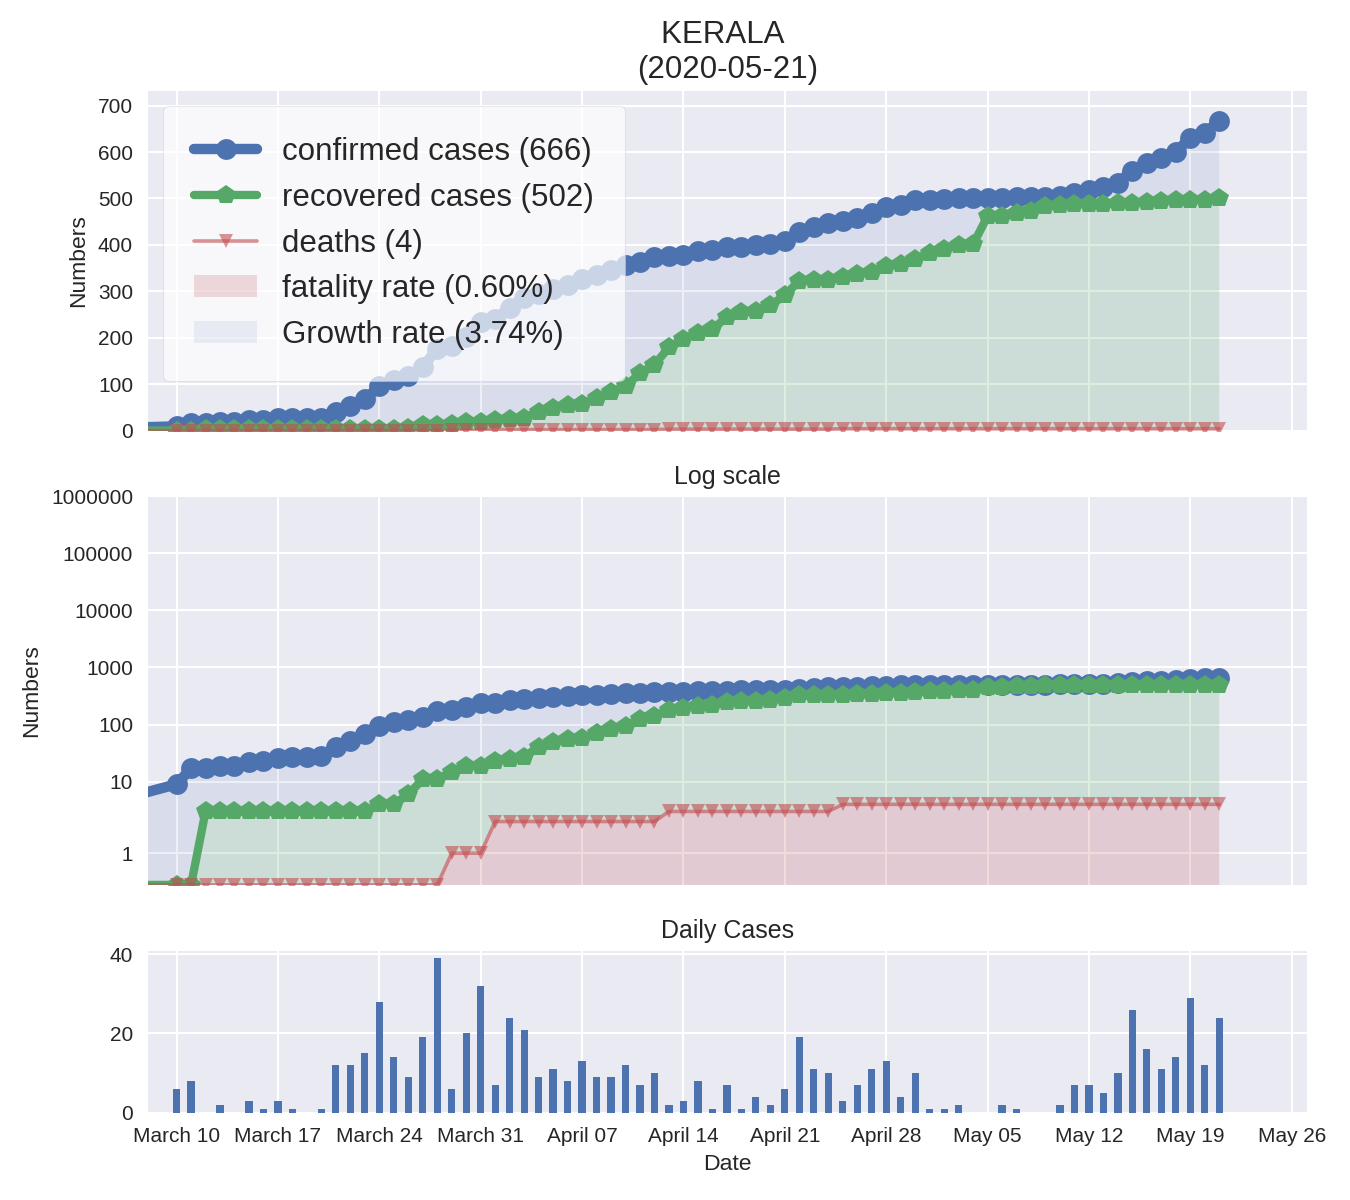 KERALA
(2020-05-21)
700
600
500
400
300
200
100
0
Numbers
confirmed cases (666)
recovered cases (502)
deaths (4)
fatality rate (0.60%)
Growth rate (3.74%)
Log scale
1000000
100000
10000
1000
100
10
1
Numbers
Daily Cases
40
20
0
March 10 March 17 March 24 March 31 April 07 April 14 April 21 April 28 May 05 May 12 May 19 May 26
Date